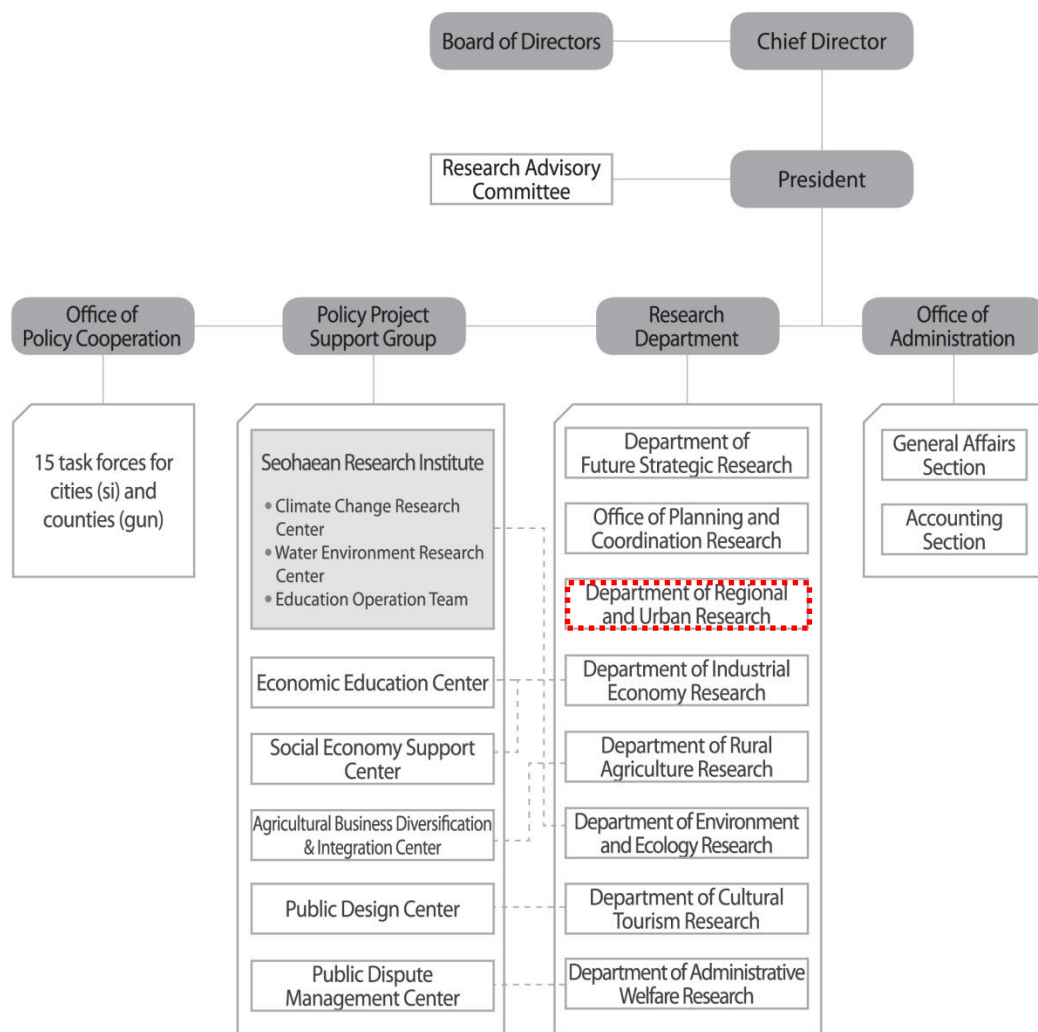 Board of Directors
Chief Director
Research Advisory
Committee
President
Office of
Policy Cooperation
Policy Project
Support Group
Research
Department
Office of
Administration
15 task forces for
cities (si) and
counties (gun)
Seohaean Research Institute
• Climate Change Research
Center
• Water Environment Research
Center
• Education Operation Team
Economic Education Center
Social Economy Support
Center
Agricultural Business Diversification
& Integration Center
Public Design Center
Public Dispute
Management Center
Department of
Future Strategic Research
Office of Planning and
Coordination Research
Department of Regional
and Urban Research
Department of Industrial
Economy Research
Department of Rural
Agriculture Research
Department of Environment
and Ecology Research
Department of Cultural
Tourism Research
Department of Administrative
Welfare Research
General Affairs
Section
Accounting
Section